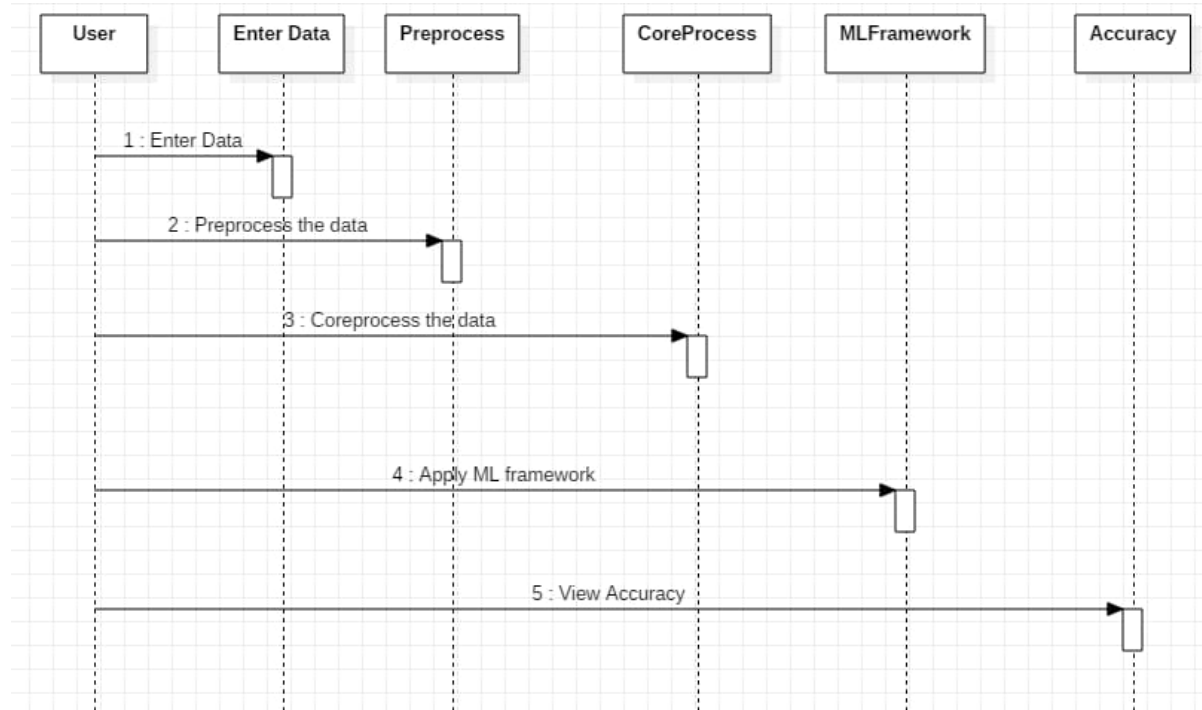 User
Enter Data
Preprocess
CoreProcess
MLFramework
Accuracy
1 : Enter Data
2 : Preprocess the data
3 : Coreprocess the data
4 : Apply ML framework
5 : View Accuracy